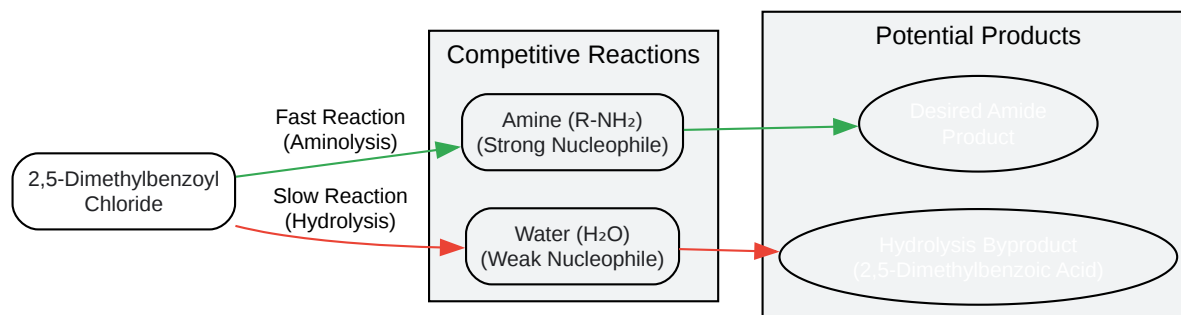 Competitive Reactions
Potential Products
Fast Reaction
(Aminolysis)
Amine (R-NH₂)
(Strong Nucleophile)
Desired Amide
Product
2,5-Dimethylbenzoyl
Chloride
Slow Reaction
(Hydrolysis)
Water (H₂O)
(Weak Nucleophile)
Hydrolysis Byproduct
(2,5-Dimethylbenzoic Acid)